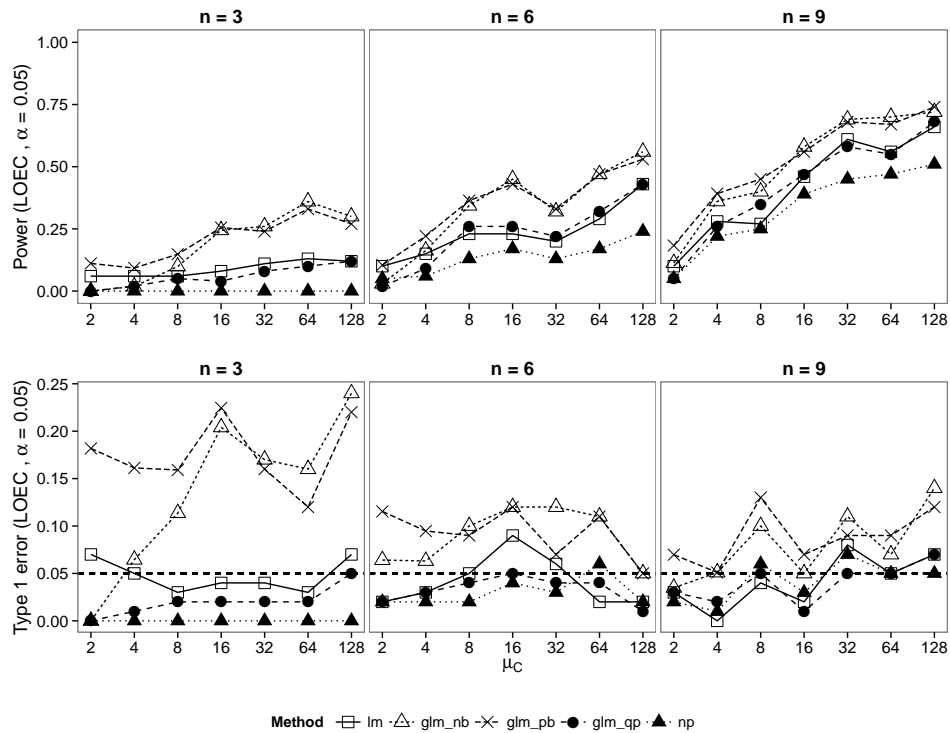 n = 3
n = 6
n = 9
Power (LOEC , α = 0.05)
1.00
0.75
0.50
0.25
0.00
2 4 8 16 32 64 128
2 4 8 16 32 64 128
2 4 8 16 32 64 128
n = 3
n = 6
n = 9
Type 1 error (LOEC , α = 0.05)
0.25
0.20
0.15
0.10
0.05
0.00
2 4 8 16 32 64 128
2 4 8 16 32 64 128
2 4 8 16 32 64 128
μC
Method lm glm_nb glm_pb glm_qp np